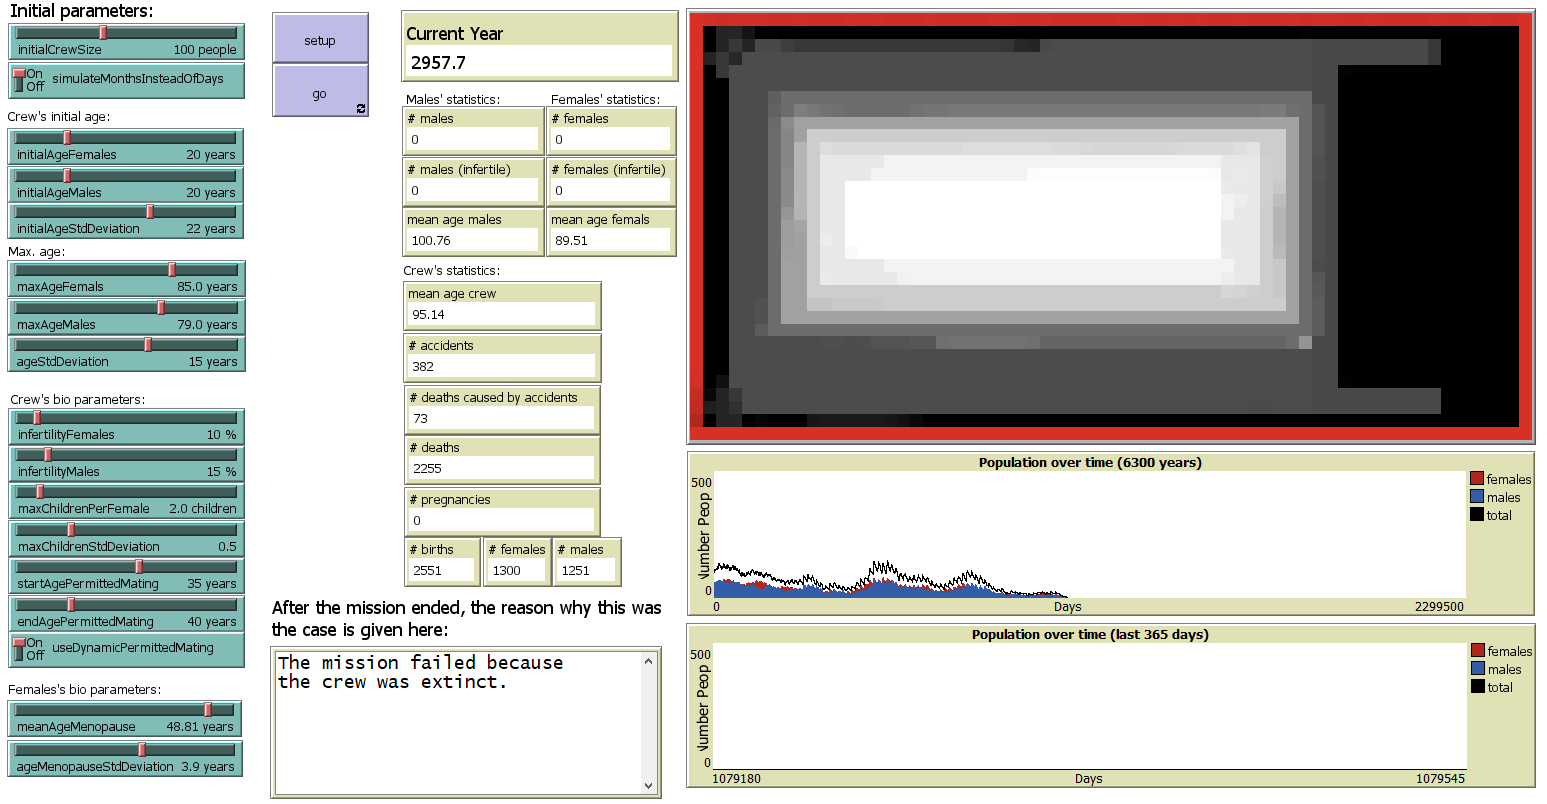 Initial parameters:
initialCrewSize 100 people
On
Off
simulateMonthsInsteadOfDays
Crew's initial age:
initialAgeFemales 20 years
initialAgeMales 20 years
initialAgeStdDeviation 22 years
Max. age:
maxAgeFemals 85.0 years
maxAgeMales 79.0 years
ageStdDeviation 15 years
Crew's bio parameters:
infertilityFemales 10 %
infertilityMales 15 %
maxChildrenPerFemale 2.0 children
maxChildrenStdDeviation 0.5
startAgePermittedMating 35 years
endAgePermittedMating 40 years
On
Off
useDynamicPermittedMating
Females's bio parameters:
meanAgeMenopause 48.81 years
ageMenopauseStdDeviation 3.9 years
setup
go
Current Year
2957.7
Males' statistics: Females' statistics:
# males # females
0 0
# males (infertile) # females (infertile)
0 0
mean age males mean age femals
100.76 89.51
Crew's statistics:
mean age crew
95.14
# accidents
382
# deaths caused by accidents
73
# deaths
2255
# pregnancies
0
# births # females # males
2551 1300 1251
After the mission ended, the reason why this was
the case is given here:
The mission failed because
the crew was extinct.
Population over time (6300 years)
500
Number Peop
0
0 Days 2299500
females
males
total
Population over time (last 365 days)
500
Number Peop
0
1079180 Days 1079545
females
males
total